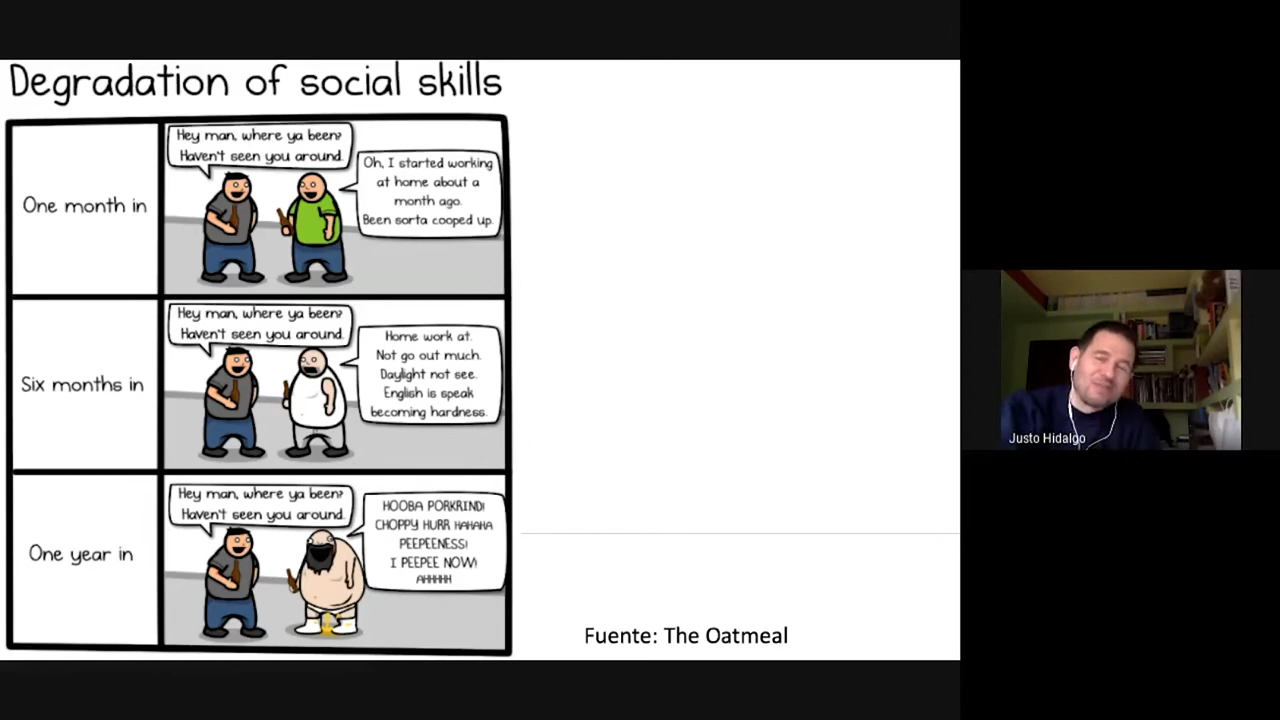 Degradation of social skills
One month in
Hey man, where ya been?
Haven't seen you around.
Oh, I started working
at home about a
month ago.
Been sorta cooped up.
Six months in
Hey man, where ya been?
Haven't seen you around.
Home work at.
Not go out much.
Daylight not see.
English is speak
becoming hardness.
One year in
Hey man, where ya been?
Haven't seen you around.
HOOBA PORKRIND!
CHOPPY HURR HAHAHA
PEEPEENESS!
I PEEPEE NOW!
AHHHHH
Fuente: The Oatmeal
Justo Hidalgo